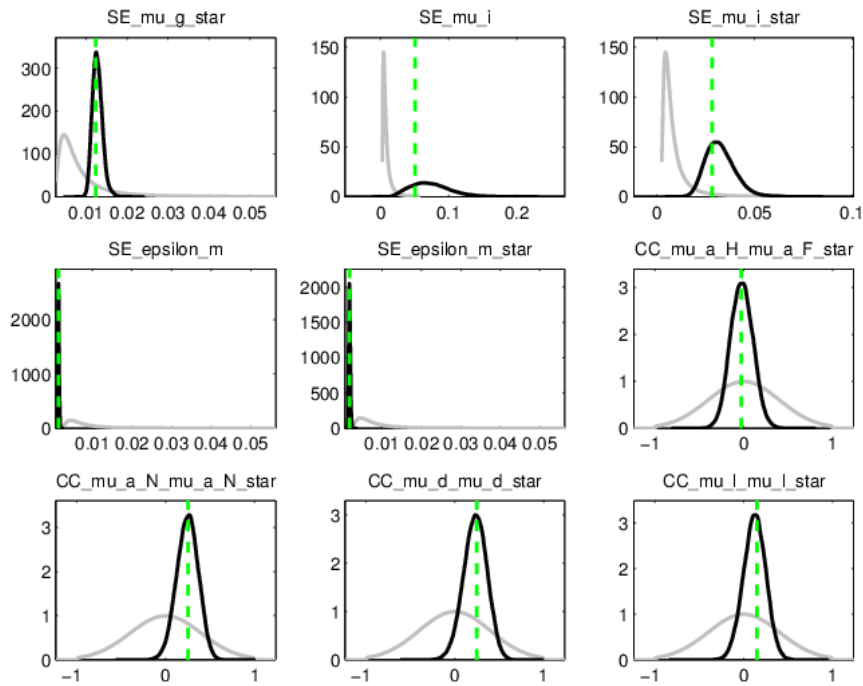 SE_mu_g_star
300
200
100
0
0.01 0.02 0.03 0.04 0.05
SE_mu_i
150
100
50
0
0 0.1 0.2
SE_mu_i_star
150
100
50
0
0 0.05 0.1
SE_epsilon_m
2000
1000
0
0.01 0.02 0.03 0.04 0.05
SE_epsilon_m_star
2000
1500
1000
500
0
0.01 0.02 0.03 0.04 0.05
CC_mu_a_H_mu_a_F_star
3
2
1
0
−1 0 1
CC_mu_a_N_mu_a_N_star
3
2
1
0
−1 0 1
CC_mu_d_mu_d_star
3
2
1
0
−1 0 1
CC_mu_l_mu_l_star
3
2
1
0
−1 0 1